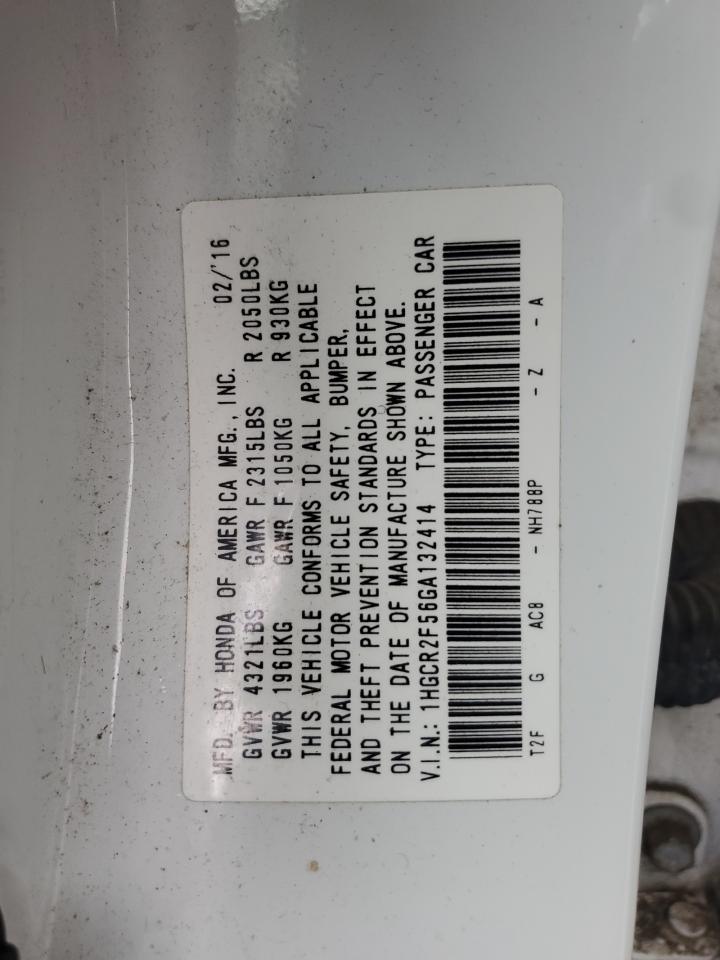 MFD. BY HONDA OF AMERICA MFG., INC. 02/'16
GVWR 4321LBS GAWR F 2315LBS R 2050LBS
GVWR 1960KG GAWR F 1050KG R 930KG
THIS VEHICLE CONFORMS TO ALL APPLICABLE
FEDERAL MOTOR VEHICLE SAFETY, BUMPER,
AND THEFT PREVENTION STANDARDS IN EFFECT
ON THE DATE OF MANUFACTURE SHOWN ABOVE.
V.I.N.: 1HGCR2F56GA132414 TYPE: PASSENGER CAR
T2F G AC8 - NH788P - Z - A